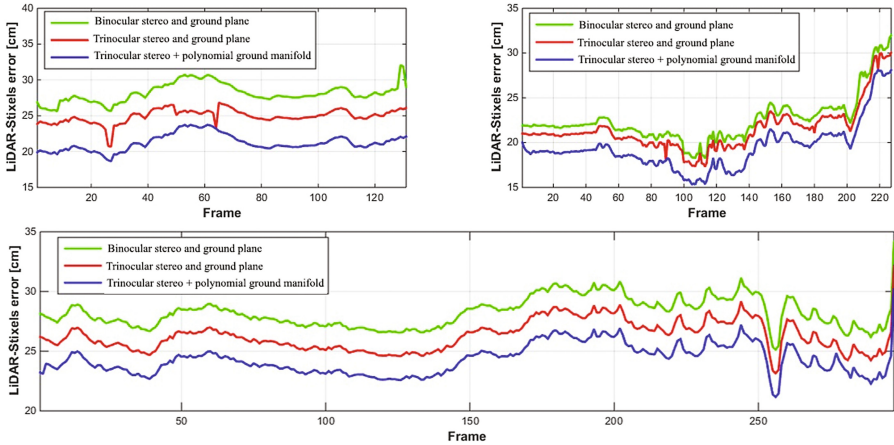 40
35
30
25
20
15
LiDAR-Stixels error [cm]
Binocular stereo and ground plane
Trinocular stereo and ground plane
Trinocular stereo + polynomial ground manifold
20 40 60 80 100 120
Frame
35
30
25
20
15
LiDAR-Stixels error [cm]
Binocular stereo and ground plane
Trinocular stereo and ground plane
Trinocular stereo + polynomial ground manifold
20 40 60 80 100 120 140 160 180 200 220
Frame
35
30
25
20
LiDAR-Stixels error [cm]
Binocular stereo and ground plane
Trinocular stereo and ground plane
Trinocular stereo + polynomial ground manifold
50 100 150 200 250
Frame